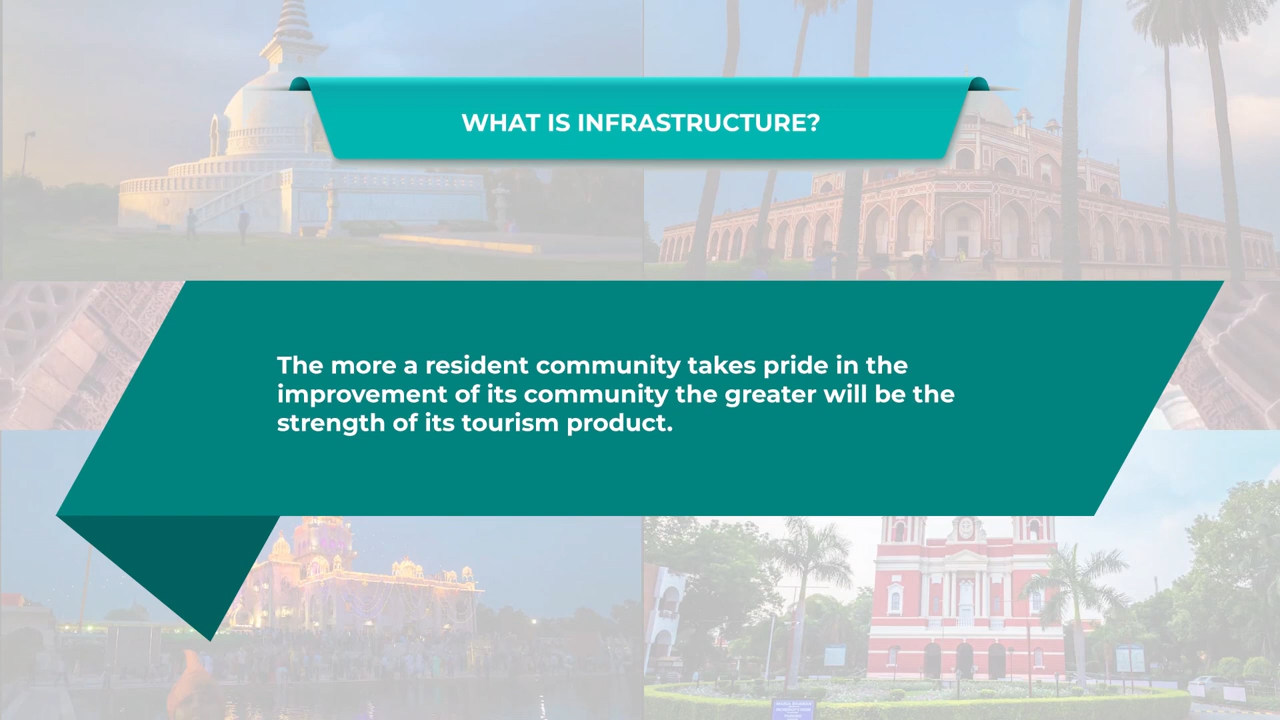 WHAT IS INFRASTRUCTURE?
The more a resident community takes pride in the
improvement of its community the greater will be the
strength of its tourism product.